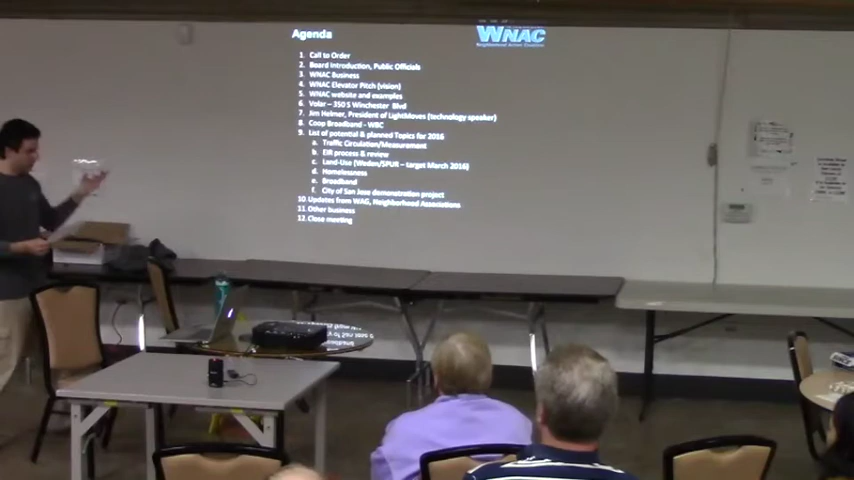 Agenda
WNAC
Neighborhood Action Coalition
1. Call to Order
2. Board Introduction, Public Officials
3. WNAC Business
4. WNAC Elevator Pitch (vision)
5. WNAC website and examples
6. Volar – 350 S Winchester Blvd
7. Jim Helmer, President of LightMoves (technology speaker)
8. Coop Broadband - WBC
9. List of potential & planned Topics for 2016
a. Traffic Circulation/Measurement
b. EIR process & review
c. Land-Use (Weden/SPUR – target March 2016)
d. Homelessness
e. Broadband
f. City of San Jose demonstration project
10. Updates from WAG, Neighborhood Associations
11. Other business
12. Close meeting